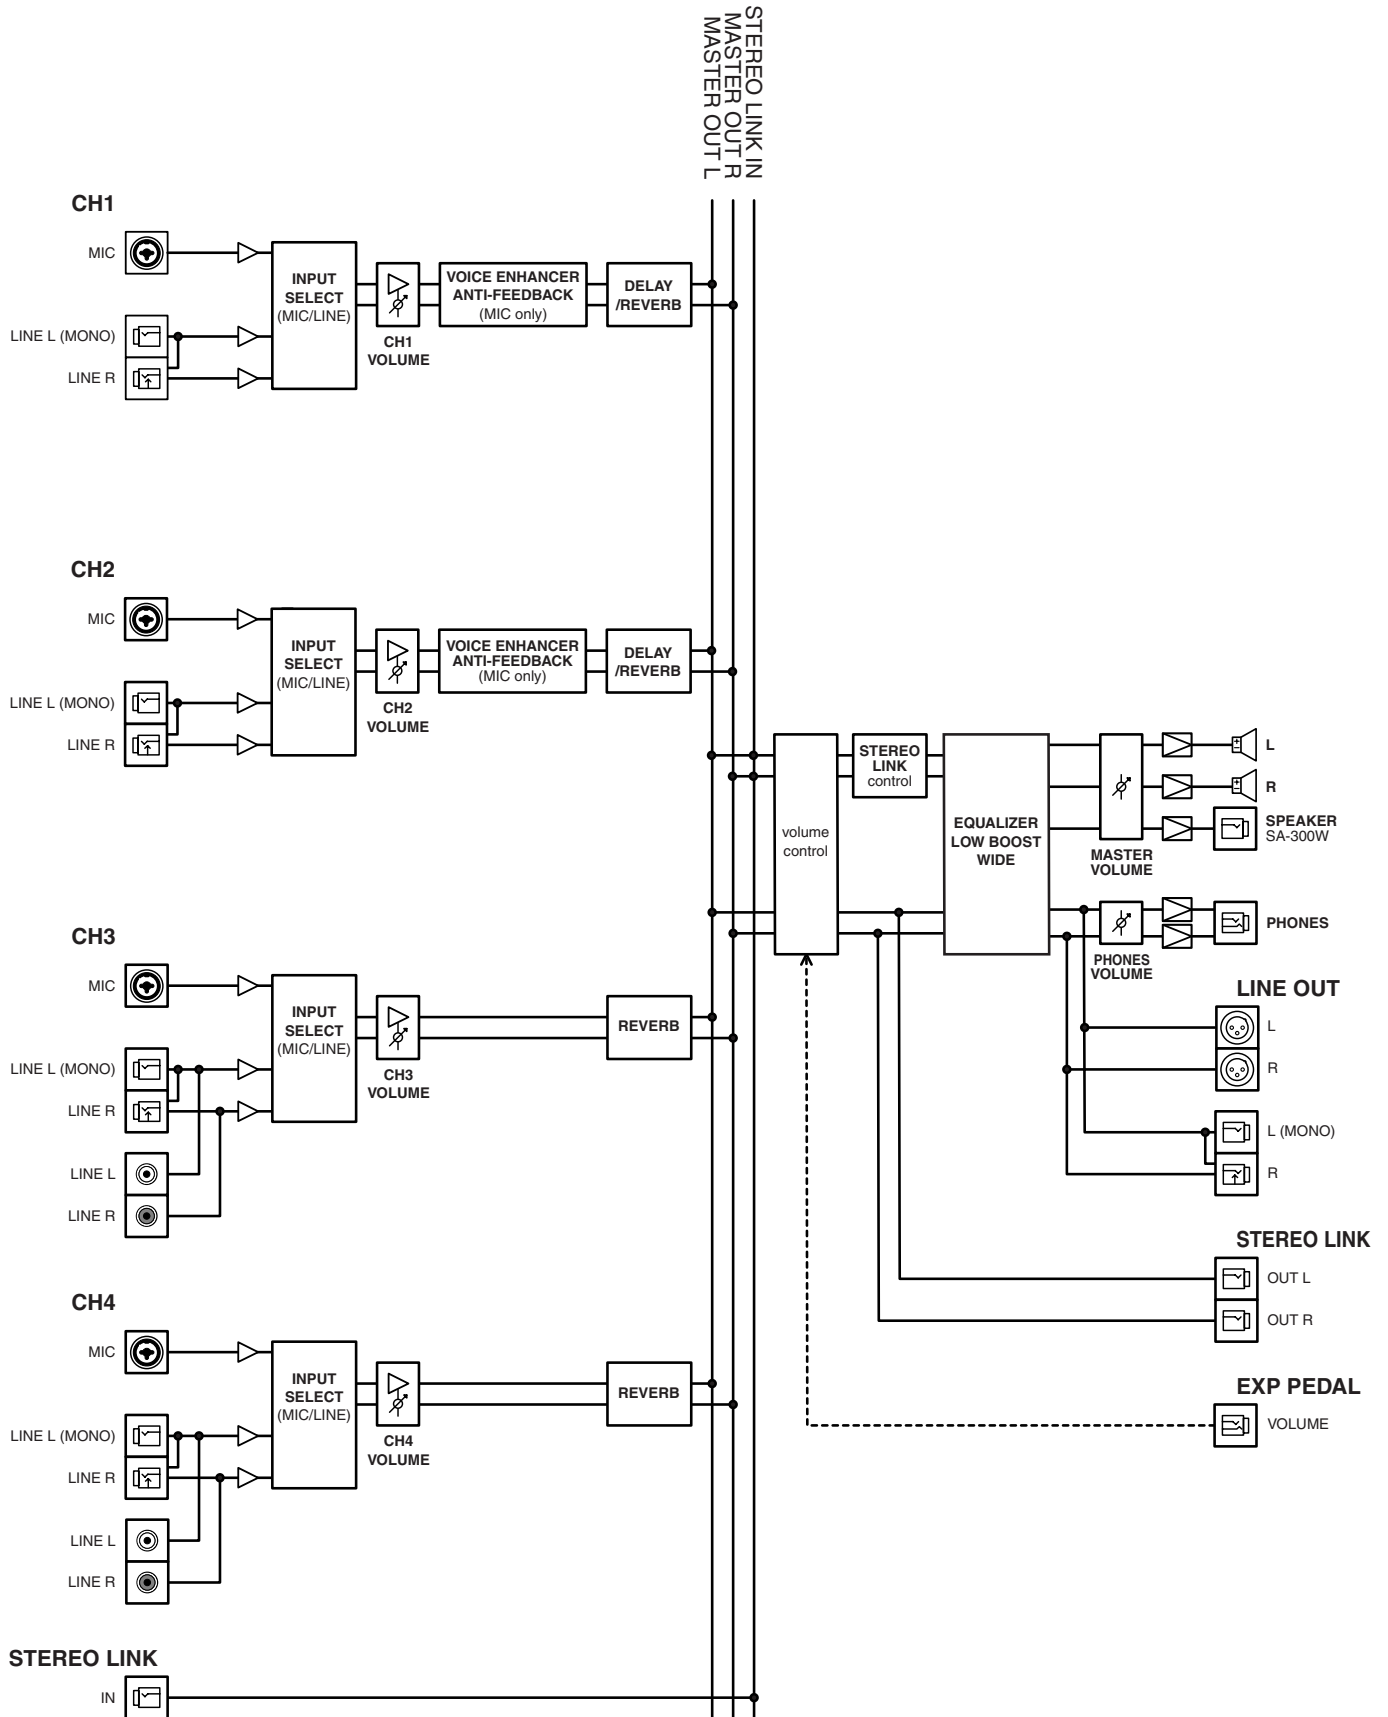 STEREO LINK IN
MASTER OUT R
MASTER OUT L
CH1
MIC
LINE L (MONO)
LINE R
INPUT
SELECT
(MIC/LINE)
CH1
VOLUME
VOICE ENHANCER
ANTI-FEEDBACK
(MIC only)
DELAY
/REVERB
CH2
MIC
LINE L (MONO)
LINE R
INPUT
SELECT
(MIC/LINE)
CH2
VOLUME
VOICE ENHANCER
ANTI-FEEDBACK
(MIC only)
DELAY
/REVERB
CH3
MIC
LINE L (MONO)
LINE R
LINE L
LINE R
INPUT
SELECT
(MIC/LINE)
CH3
VOLUME
REVERB
CH4
MIC
LINE L (MONO)
LINE R
LINE L
LINE R
INPUT
SELECT
(MIC/LINE)
CH4
VOLUME
REVERB
STEREO LINK
IN
volume
control
STEREO
LINK
control
EQUALIZER
LOW BOOST
WIDE
MASTER
VOLUME
L
R
SPEAKER
SA-300W
PHONES
VOLUME
PHONES
LINE OUT
L
R
L (MONO)
R
STEREO LINK
OUT L
OUT R
EXP PEDAL
VOLUME